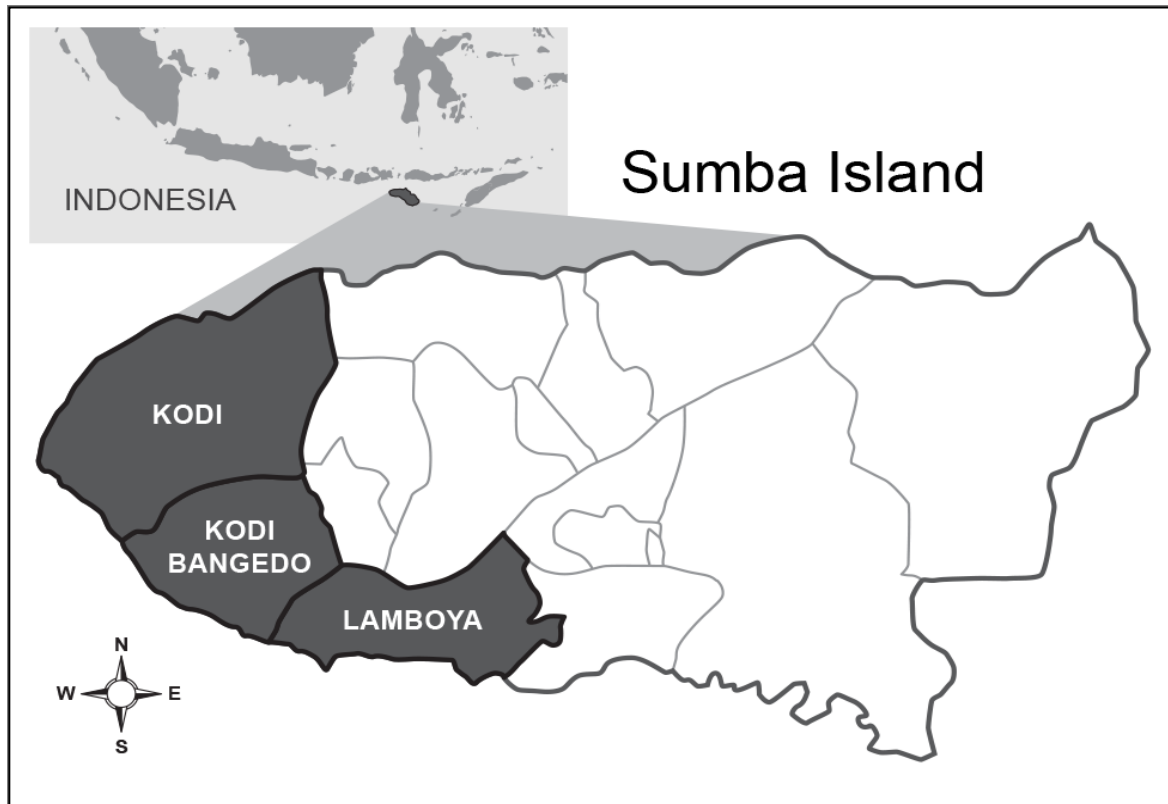 Sumba Island
INDONESIA
KODI
KODI
BANGEDO
LAMBOYA
N
W
E
S